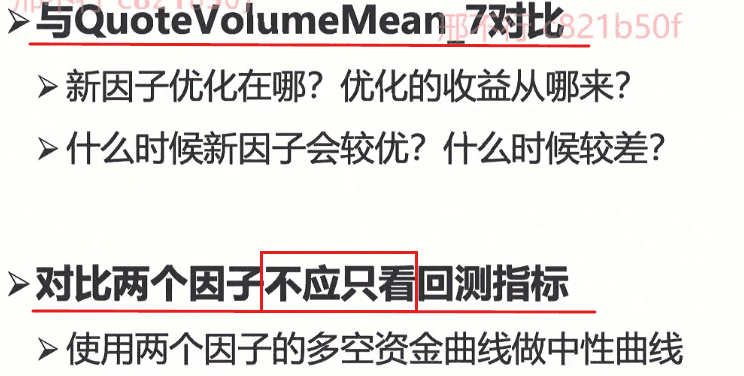 ➢与QuoteVolumeMean_7对比
➢新因子优化在哪？优化的收益从哪来？
➢什么时候新因子会较优？什么时候较差？
➢对比两个因子不应只看回测指标
➢使用两个因子的多空资金曲线做中性曲线